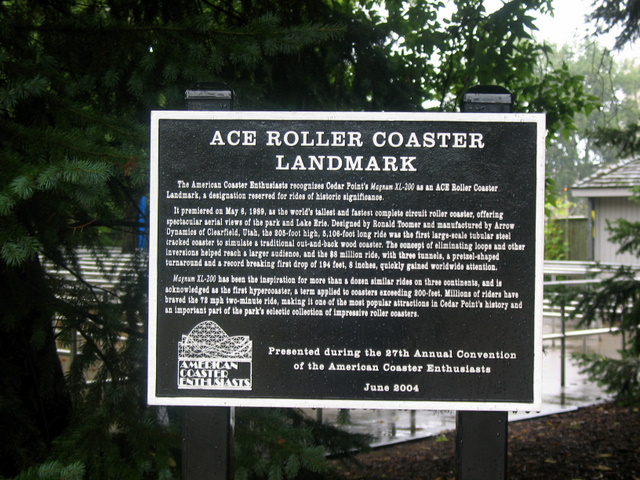 ACE ROLLER COASTER
LANDMARK
The American Coaster Enthusiasts recognizes Cedar Point's Magnum XL-200 as an ACE Roller Coaster
Landmark, a designation reserved for rides of historic significance.
It premiered on May 6, 1989, as the world's tallest and fastest complete circuit roller coaster, offering
spectacular aerial views of the park and Lake Erie. Designed by Ronald Toomer and manufactured by Arrow
Dynamics of Clearfield, Utah, the 205-foot high, 5,106-foot long ride was the first large-scale tubular steel
tracked coaster to simulate a traditional out-and-back wood coaster. The concept of eliminating loops and other
inversions helped reach a larger audience, and the $8 million ride, with three tunnels, a pretzel-shaped
turnaround and a record breaking first drop of 194 feet, 8 inches, quickly gained worldwide attention.
Magnum XL-200 has been the inspiration for more than a dozen similar rides on three continents, and is
acknowledged as the first hypercoaster, a term applied to coasters exceeding 200-feet. Millions of riders have
braved the 72 mph two-minute ride, making it one of the most popular attractions in Cedar Point's history and
an important part of the park's eclectic collection of impressive roller coasters.
AMERICAN
COASTER
ENTHUSIASTS
Presented during the 27th Annual Convention
of the American Coaster Enthusiasts
June 2004